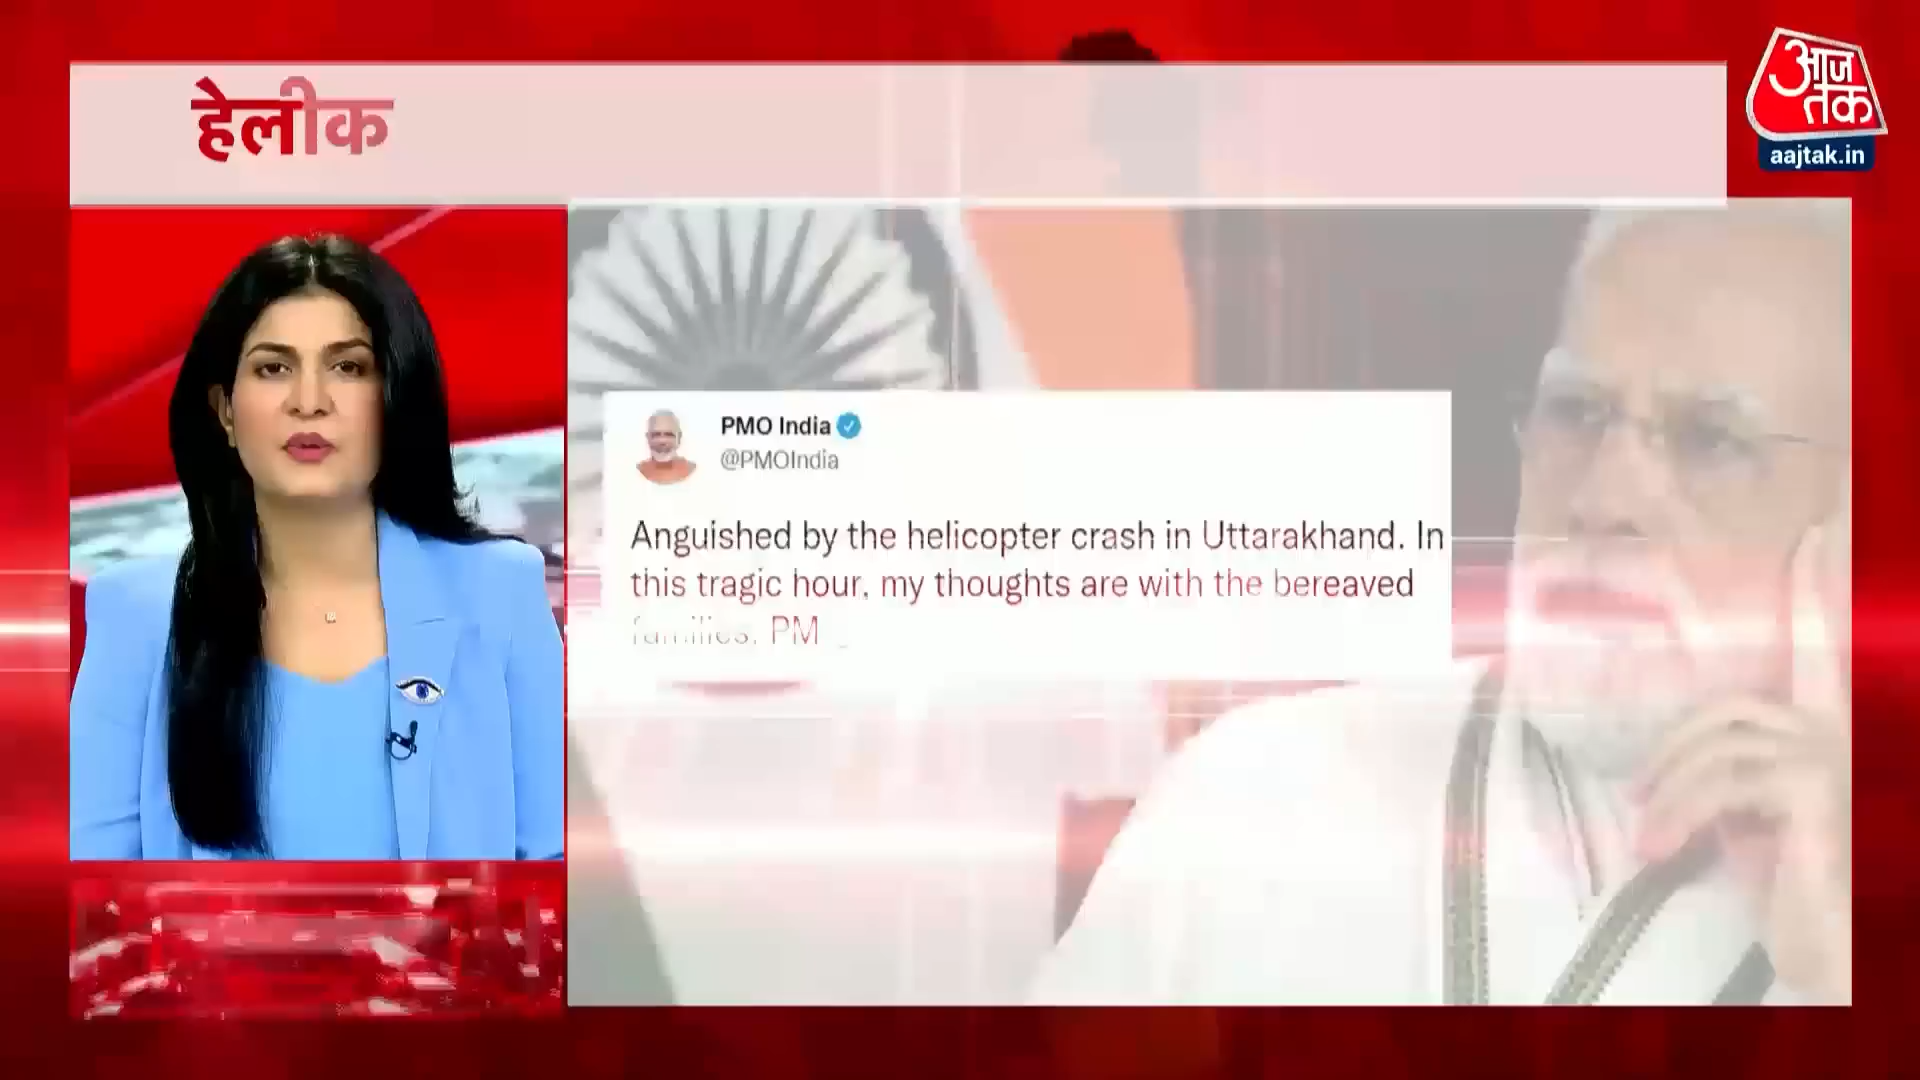 हेलीक
आज
तक
aajtak.in
PMO India
@PMOIndia
Anguished by the helicopter crash in Uttarakhand. In
this tragic hour, my thoughts are with the bereaved
families. PM